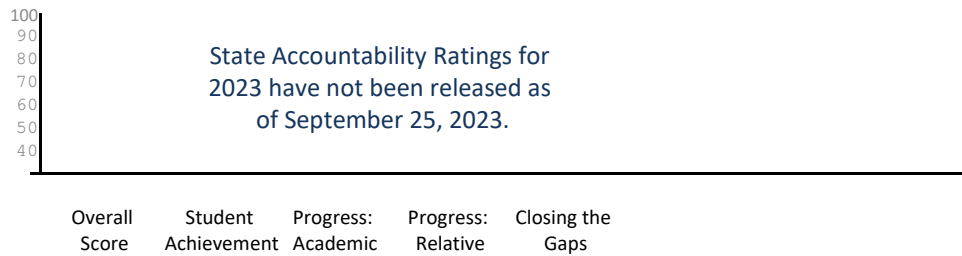 100
90
80
70
60
50
40
State Accountability Ratings for
2023 have not been released as
of September 25, 2023.
Overall
Score
Student
Achievement
Progress:
Academic
Progress:
Relative
Closing the
Gaps